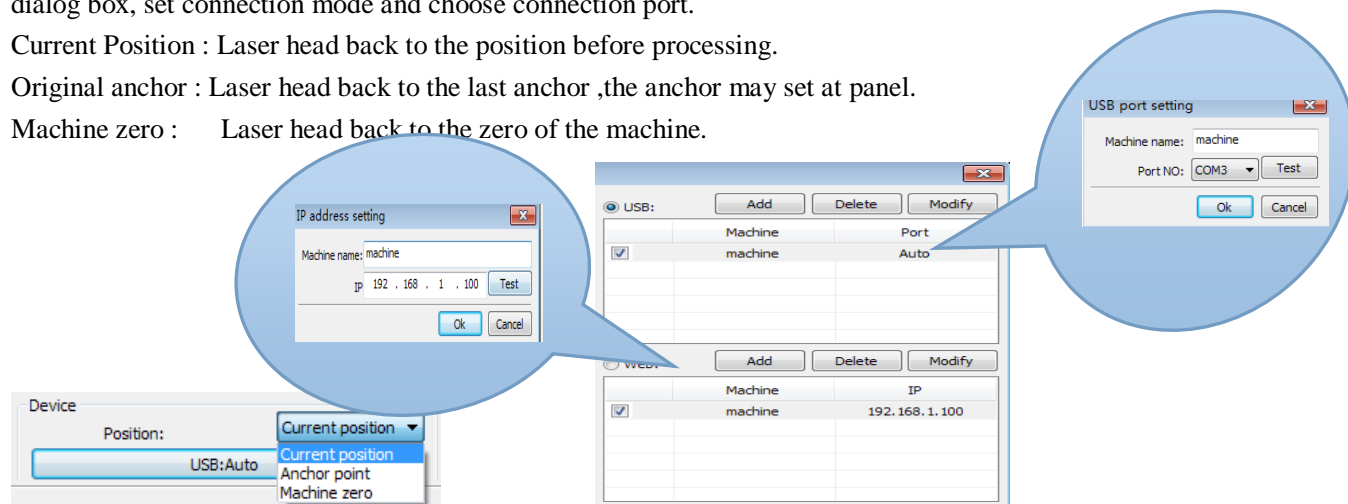 dialog box, set connection mode and choose connection port.
Current Position : Laser head back to the position before processing.
Original anchor : Laser head back to the last anchor ,the anchor may set at panel.
Machine zero : Laser head back to the zero of the machine.
USB port setting
Machine name: machine
Port NO: COM3 Test
Ok Cancel
IP address setting
Machine name: machine
IP 192 . 168 . 1 . 100 Test
Ok Cancel
USB: Add Delete Modify
Machine Port
machine Auto
Add Delete Modify
Machine IP
machine 192.168.1.100
Device
Position: Current position
USB:Auto
Current position
Anchor point
Machine zero